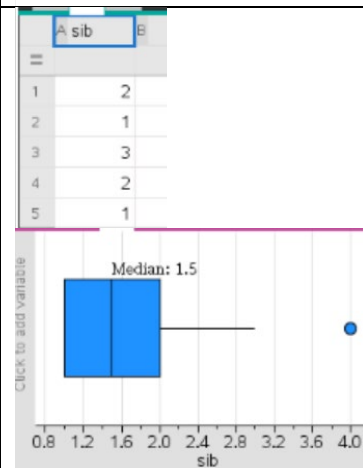 A sib B
=
1 2
2 1
3 3
4 2
5 1
Click to add variable
Median: 1.5
0.8 1.2 1.6 2.0 2.4 2.8 3.2 3.6 4.0
sib